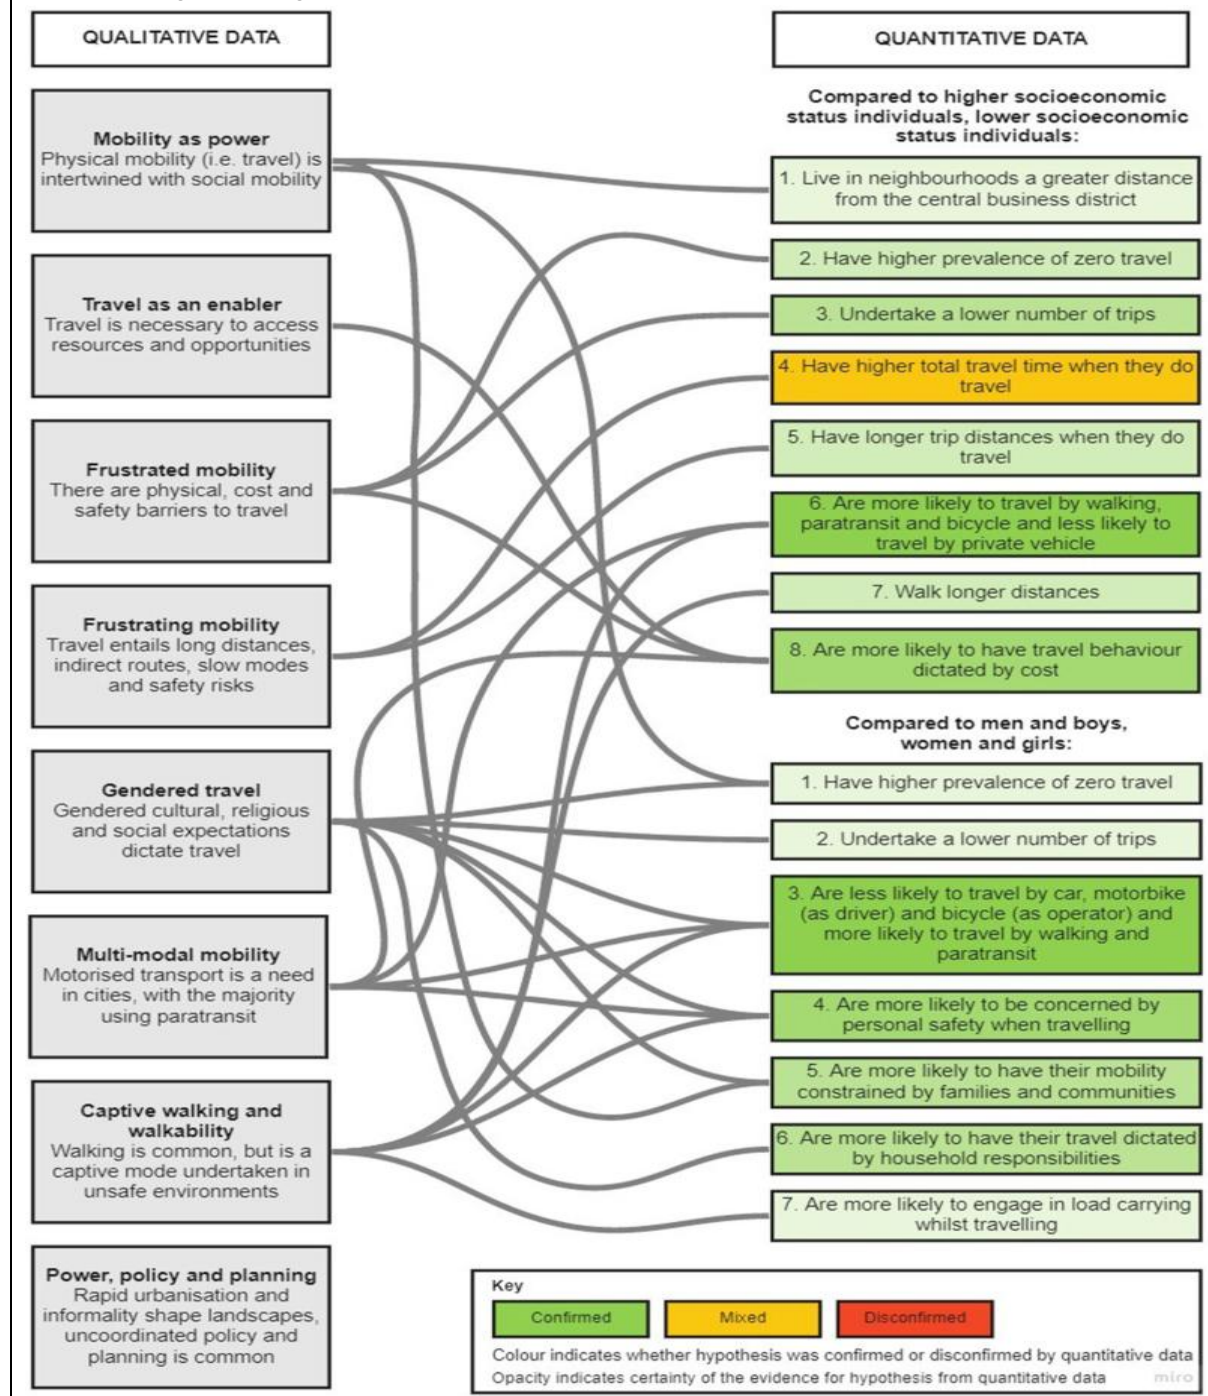 QUALITATIVE DATA
Mobility as power
Physical mobility (i.e. travel) is
intertwined with social mobility
Travel as an enabler
Travel is necessary to access
resources and opportunities
Frustrated mobility
There are physical, cost and
safety barriers to travel
Frustrating mobility
Travel entails long distances,
indirect routes, slow modes
and safety risks
Gendered travel
Gendered cultural, religious
and social expectations
dictate travel
Multi-modal mobility
Motorised transport is a need
in cities, with the majority
using paratransit
Captive walking and
walkability
Walking is common, but is a
captive mode undertaken in
unsafe environments
Power, policy and planning
Rapid urbanisation and
informality shape landscapes,
uncoordinated policy and
planning is common
QUANTITATIVE DATA
Compared to higher socioeconomic
status individuals, lower socioeconomic
status individuals:
1. Live in neighbourhoods a greater distance
from the central business district
2. Have higher prevalence of zero travel
3. Undertake a lower number of trips
4. Have higher total travel time when they do
travel
5. Have longer trip distances when they do
travel
6. Are more likely to travel by walking,
paratransit and bicycle and less likely to
travel by private vehicle
7. Walk longer distances
8. Are more likely to have travel behaviour
dictated by cost
Compared to men and boys,
women and girls:
1. Have higher prevalence of zero travel
2. Undertake a lower number of trips
3. Are less likely to travel by car, motorbike
(as driver) and bicycle (as operator) and
more likely to travel by walking and
paratransit
4. Are more likely to be concerned by
personal safety when travelling
5. Are more likely to have their mobility
constrained by families and communities
6. Are more likely to have their travel dictated
by household responsibilities
7. Are more likely to engage in load carrying
whilst travelling
Key
Confirmed
Mixed
Disconfirmed
Colour indicates whether hypothesis was confirmed or disconfirmed by quantitative data
Opacity indicates certainty of the evidence for hypothesis from quantitative data
miro